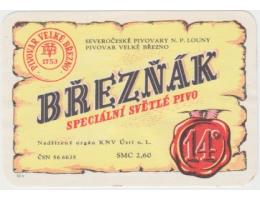 SEVEROČESKÉ PIVOVARY N. P. LOUNY
PIVOVAR VELKÉ BŘEZNO
PIVOVAR VELKÉ BŘEZNO
1753
BŘEZŇÁK
SPECIÁLNÍ SVĚTLÉ PIVO
14°
Nadřízený orgán KNV Ústí n. L.
ČSN 56 6635 SMC 2,60